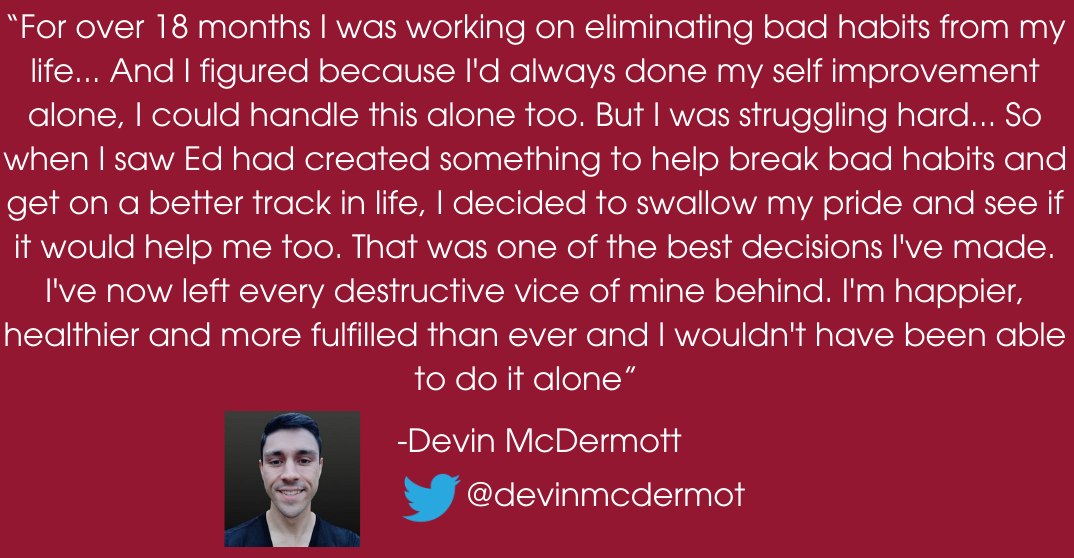 “For over 18 months I was working on eliminating bad habits from my
life... And I figured because I'd always done my self improvement
alone, I could handle this alone too. But I was struggling hard... So
when I saw Ed had created something to help break bad habits and
get on a better track in life, I decided to swallow my pride and see if
it would help me too. That was one of the best decisions I've made.
I've now left every destructive vice of mine behind. I'm happier,
healthier and more fulfilled than ever and I wouldn't have been able
to do it alone”
-Devin McDermott
@devinmcdermot